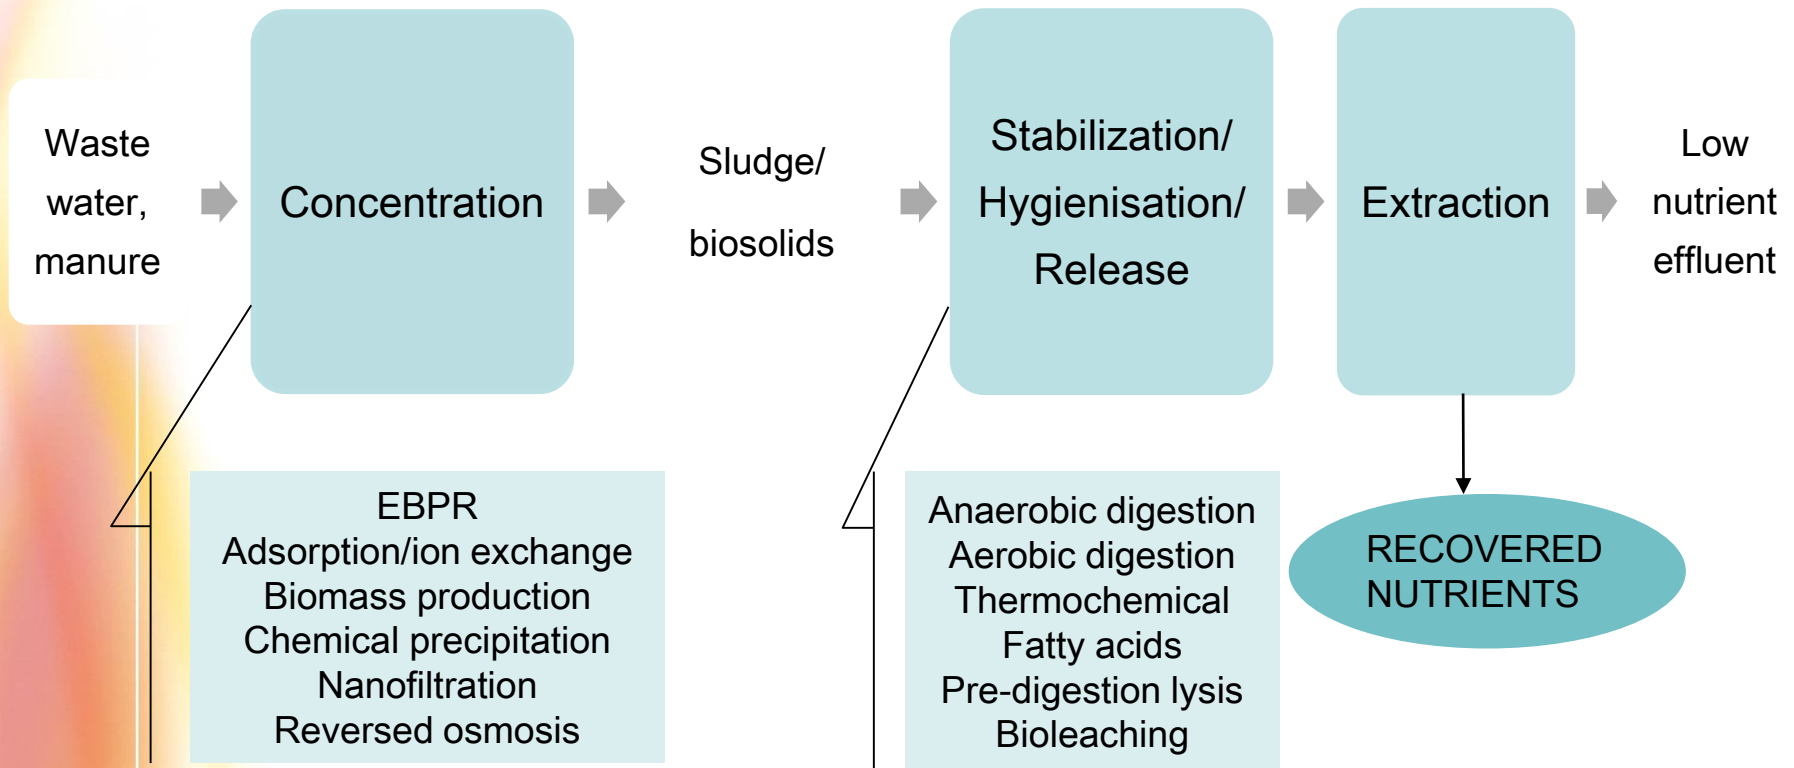 Waste
water,
manure
Concentration
Sludge/
biosolids
Stabilization/
Hygienisation/
Release
Extraction
Low
nutrient
effluent
EBPR
Adsorption/ion exchange
Biomass production
Chemical precipitation
Nanofiltration
Reversed osmosis
Anaerobic digestion
Aerobic digestion
Thermochemical
Fatty acids
Pre-digestion lysis
Bioleaching
RECOVERED
NUTRIENTS